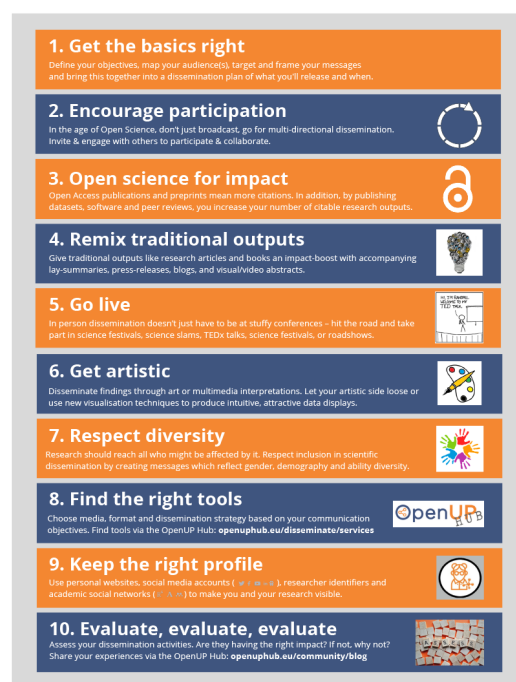 1. Get the basics right
Define your objectives, map your audience(s), target and frame your messages
and bring this together into a dissemination plan of what you'll release and when.
2. Encourage participation
In the age of Open Science, don't just broadcast, go for multi-directional dissemination.
Invite & engage with others to participate & collaborate.
3. Open science for impact
Open Access publications and preprints mean more citations. In addition, by publishing
datasets, software and peer reviews, you increase your number of citable research outputs.
4. Remix traditional outputs
Give traditional outputs like research articles and books an impact-boost with accompanying
lay-summaries, press-releases, blogs, and visual/video abstracts.
5. Go live
In person dissemination doesn't just have to be at stuffy conferences – hit the road and take
part in science festivals, science slams, TEDx talks, science festivals, or roadshows.
HI, I'M RANDALL
WELCOME TO MY
TED TALK.
6. Get artistic
Disseminate findings through art or multimedia interpretations. Let your artistic side loose or
use new visualisation techniques to produce intuitive, attractive data displays.
7. Respect diversity
Research should reach all who might be affected by it. Respect inclusion in scientific
dissemination by creating messages which reflect gender, demography and ability diversity.
8. Find the right tools
Choose media, format and dissemination strategy based on your communication
objectives. Find tools via the OpenUP Hub: openuphub.eu/disseminate/services
OpenUP
HUB
9. Keep the right profile
Use personal websites, social media accounts ( ), researcher identifiers and
academic social networks ( ) to make you and your research visible.
10. Evaluate, evaluate, evaluate
Assess your dissemination activities. Are they having the right impact? If not, why not?
Share your experiences via the OpenUP Hub: openuphub.eu/community/blog